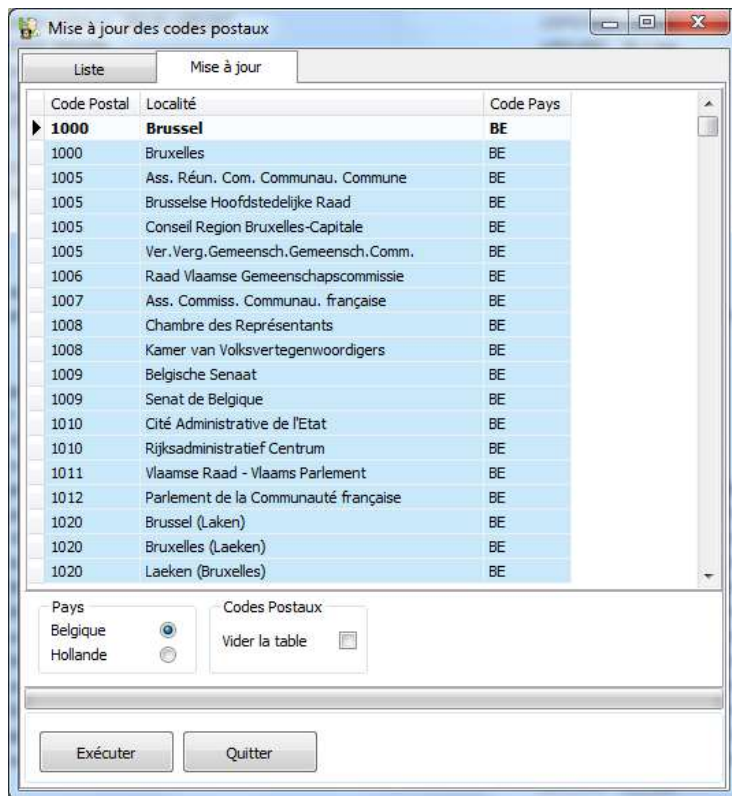 Mise à jour des codes postaux
Liste Mise à jour
Code Postal Localité Code Pays
1000 Brussel BE
1000 Bruxelles BE
1005 Ass. Réun. Com. Communau. Commune BE
1005 Brusselse Hoofdstedelijke Raad BE
1005 Conseil Region Bruxelles-Capitale BE
1005 Ver.Verg.Gemeensch.Gemeensch.Comm. BE
1006 Raad Vlaamse Gemeenschapscommissie BE
1007 Ass. Commiss. Communau. française BE
1008 Chambre des Représentants BE
1008 Kamer van Volksvertegenwoordigers BE
1009 Belgische Senaat BE
1009 Senat de Belgique BE
1010 Cité Administrative de l'Etat BE
1010 Rijksadministratief Centrum BE
1011 Vlaamse Raad - Vlaams Parlement BE
1012 Parlement de la Communauté française BE
1020 Brussel (Laken) BE
1020 Bruxelles (Laeken) BE
1020 Laeken (Bruxelles) BE
Pays Codes Postaux
Belgique
Vider la table
Hollande
Exécuter Quitter